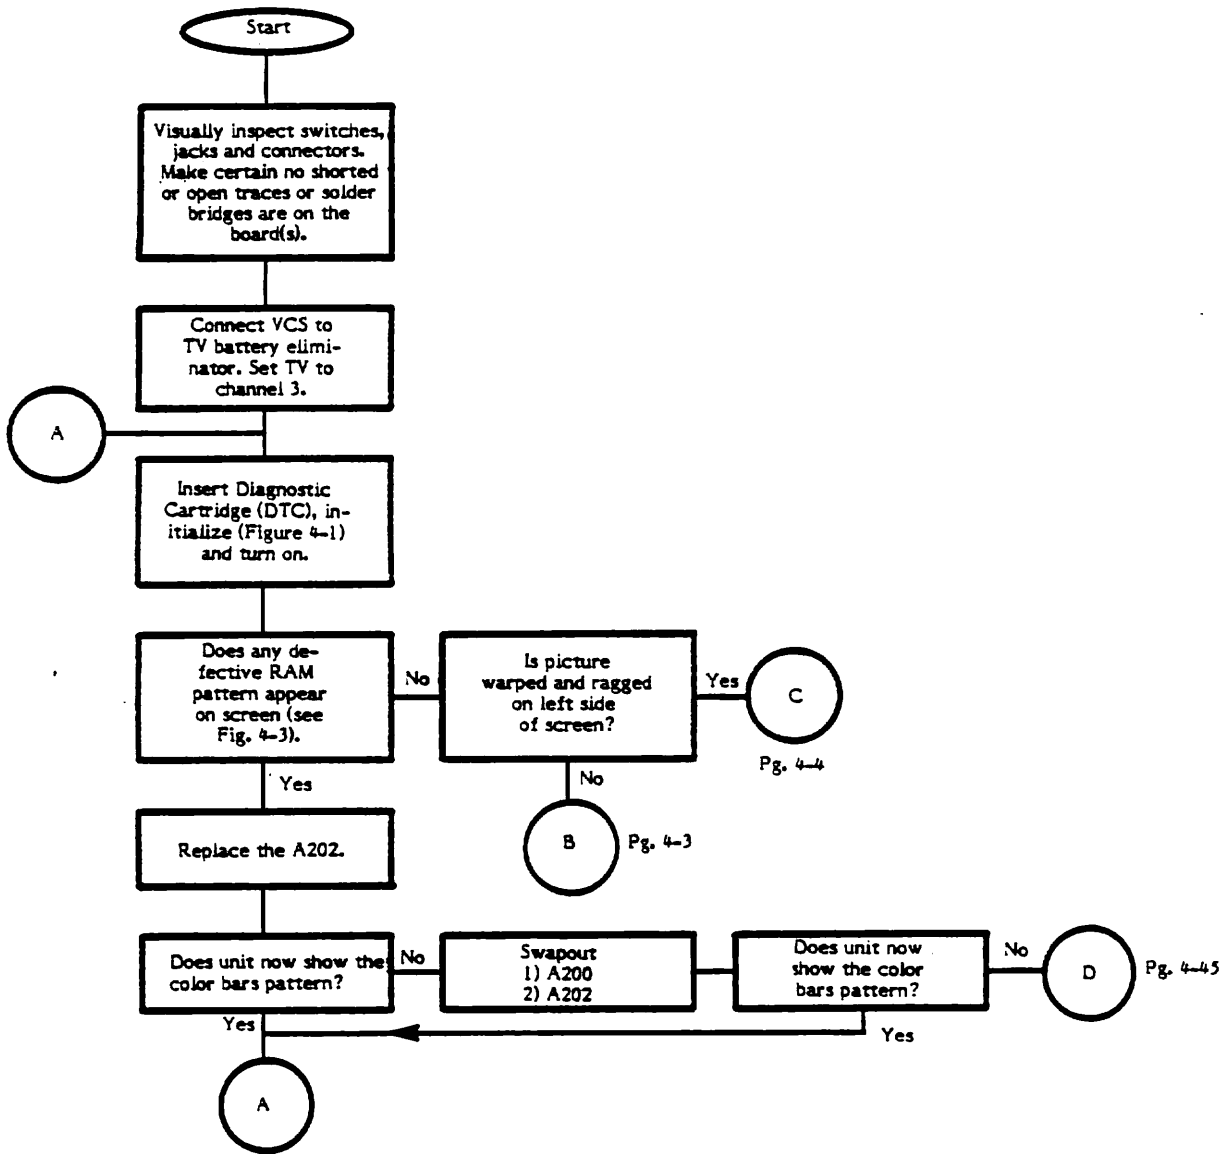 Start
Visually inspect switches,
jacks and connectors.
Make certain no shorted
or open traces or solder
bridges are on the
board(s).
Connect VCS to
TV battery elimi-
nator. Set TV to
channel 3.
A
Insert Diagnostic
Cartridge (DTC), in-
itialize (Figure 4-1)
and turn on.
Does any de-
fective RAM
pattern appear
on screen (see
Fig. 4-3).
No
Is picture
warped and ragged
on left side
of screen?
Yes
C
Pg. 4-4
Yes
No
B
Pg. 4-3
Replace the A202.
Does unit now show the
color bars pattern?
No
Swapout
1) A200
2) A202
Does unit now
show the color
bars pattern?
No
D
Pg. 4-45
Yes
Yes
A